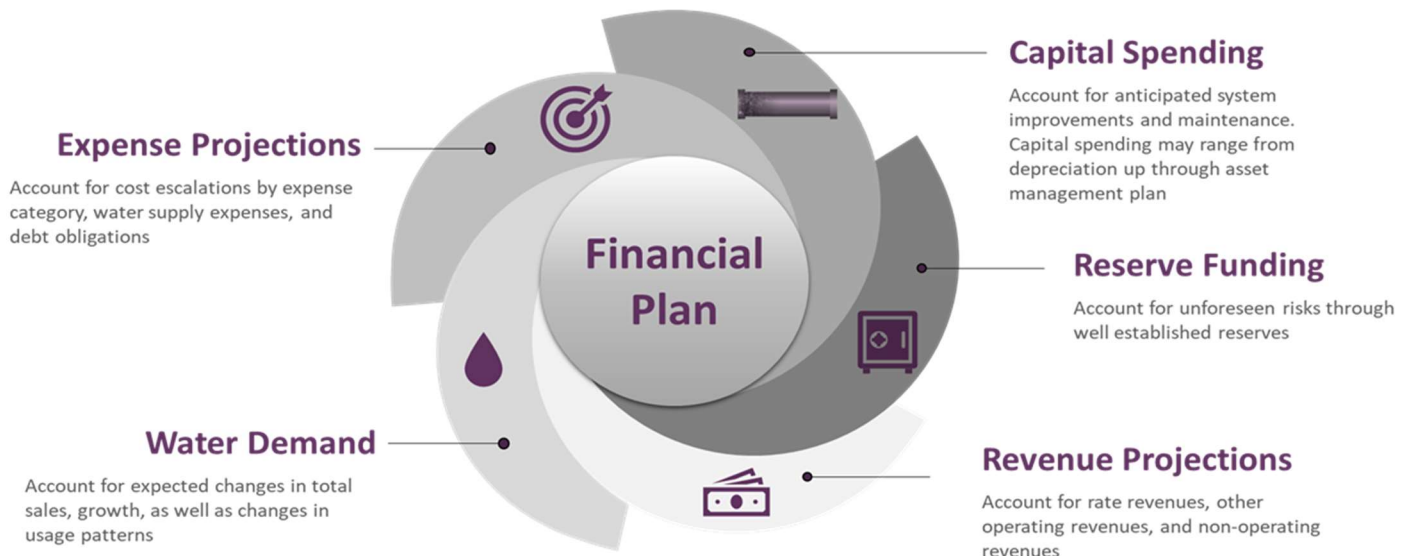 Capital Spending
Account for anticipated system
improvements and maintenance.
Capital spending may range from
depreciation up through asset
management plan
Expense Projections
Account for cost escalations by expense
category, water supply expenses, and
debt obligations
Financial
Plan
Reserve Funding
Account for unforeseen risks through
well established reserves
Water Demand
Account for expected changes in total
sales, growth, as well as changes in
usage patterns
Revenue Projections
Account for rate revenues, other
operating revenues, and non-operating
revenues